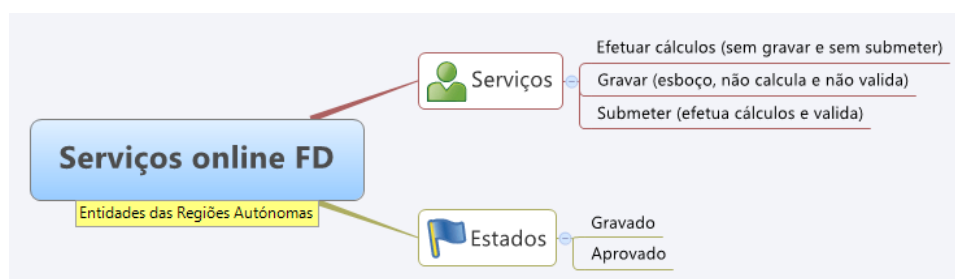 Serviços online FD
Entidades das Regiões Autónomas
Serviços
Efetuar cálculos (sem gravar e sem submeter)
Gravar (esboço, não calcula e não valida)
Submeter (efetua cálculos e valida)
Estados
Gravado
Aprovado